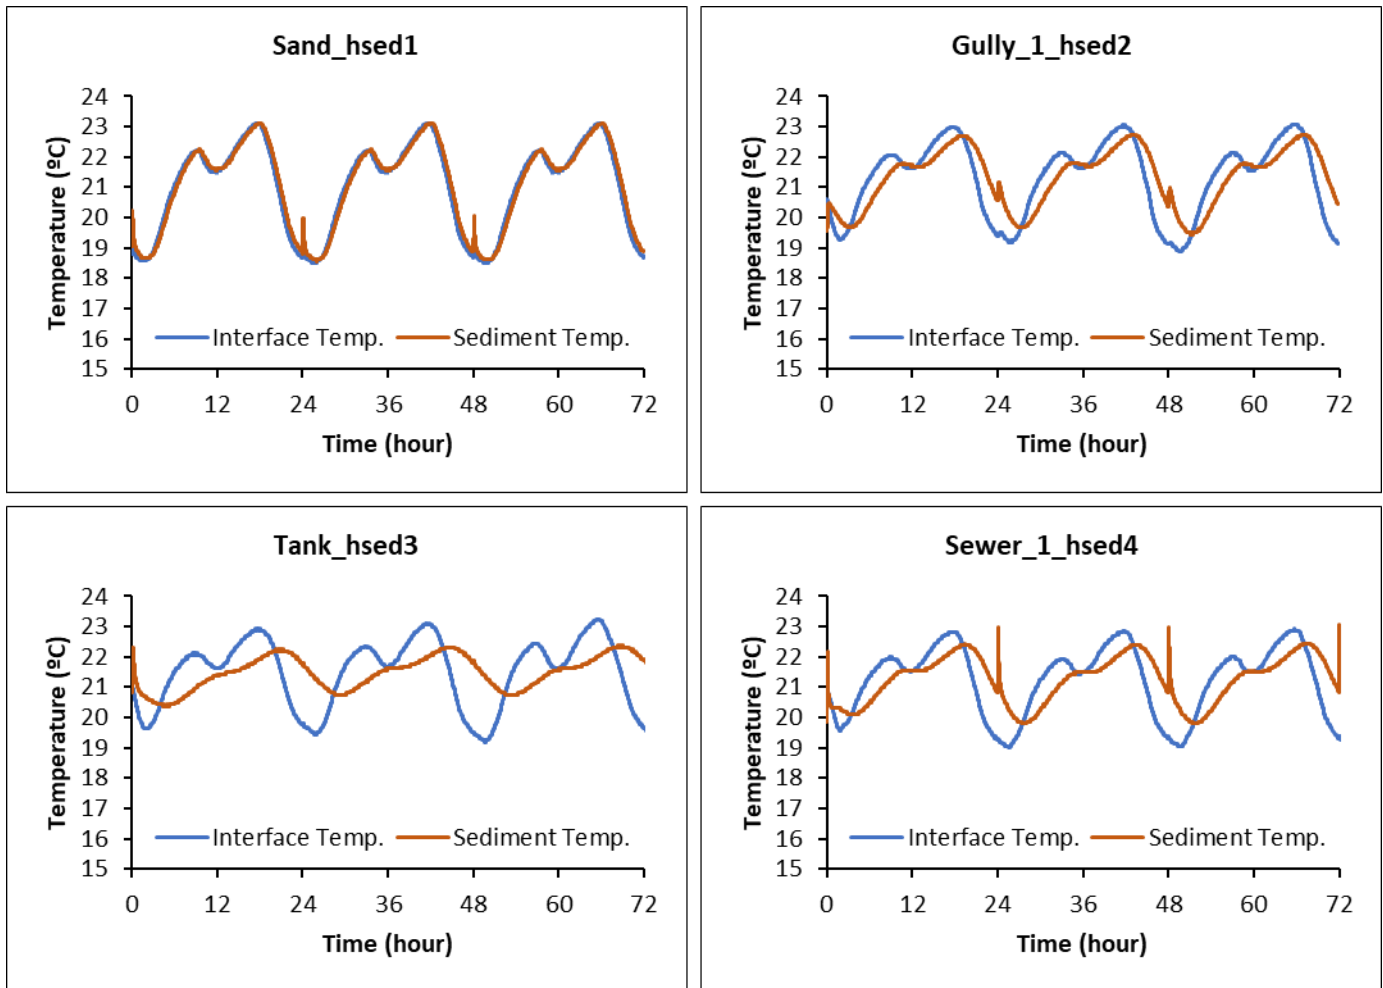 Sand_hsed1
24
23
22
21
20
19
18
17
16
15
Temperature (ºC)
Interface Temp. Sediment Temp.
0 12 24 36 48 60 72
Time (hour)
Gully_1_hsed2
24
23
22
21
20
19
18
17
16
15
Temperature (ºC)
Interface Temp. Sediment Temp.
0 12 24 36 48 60 72
Time (hour)
Tank_hsed3
24
23
22
21
20
19
18
17
16
15
Temperature (ºC)
Interface Temp. Sediment Temp.
0 12 24 36 48 60 72
Time (hour)
Sewer_1_hsed4
24
23
22
21
20
19
18
17
16
15
Temperature (ºC)
Interface Temp. Sediment Temp.
0 12 24 36 48 60 72
Time (hour)